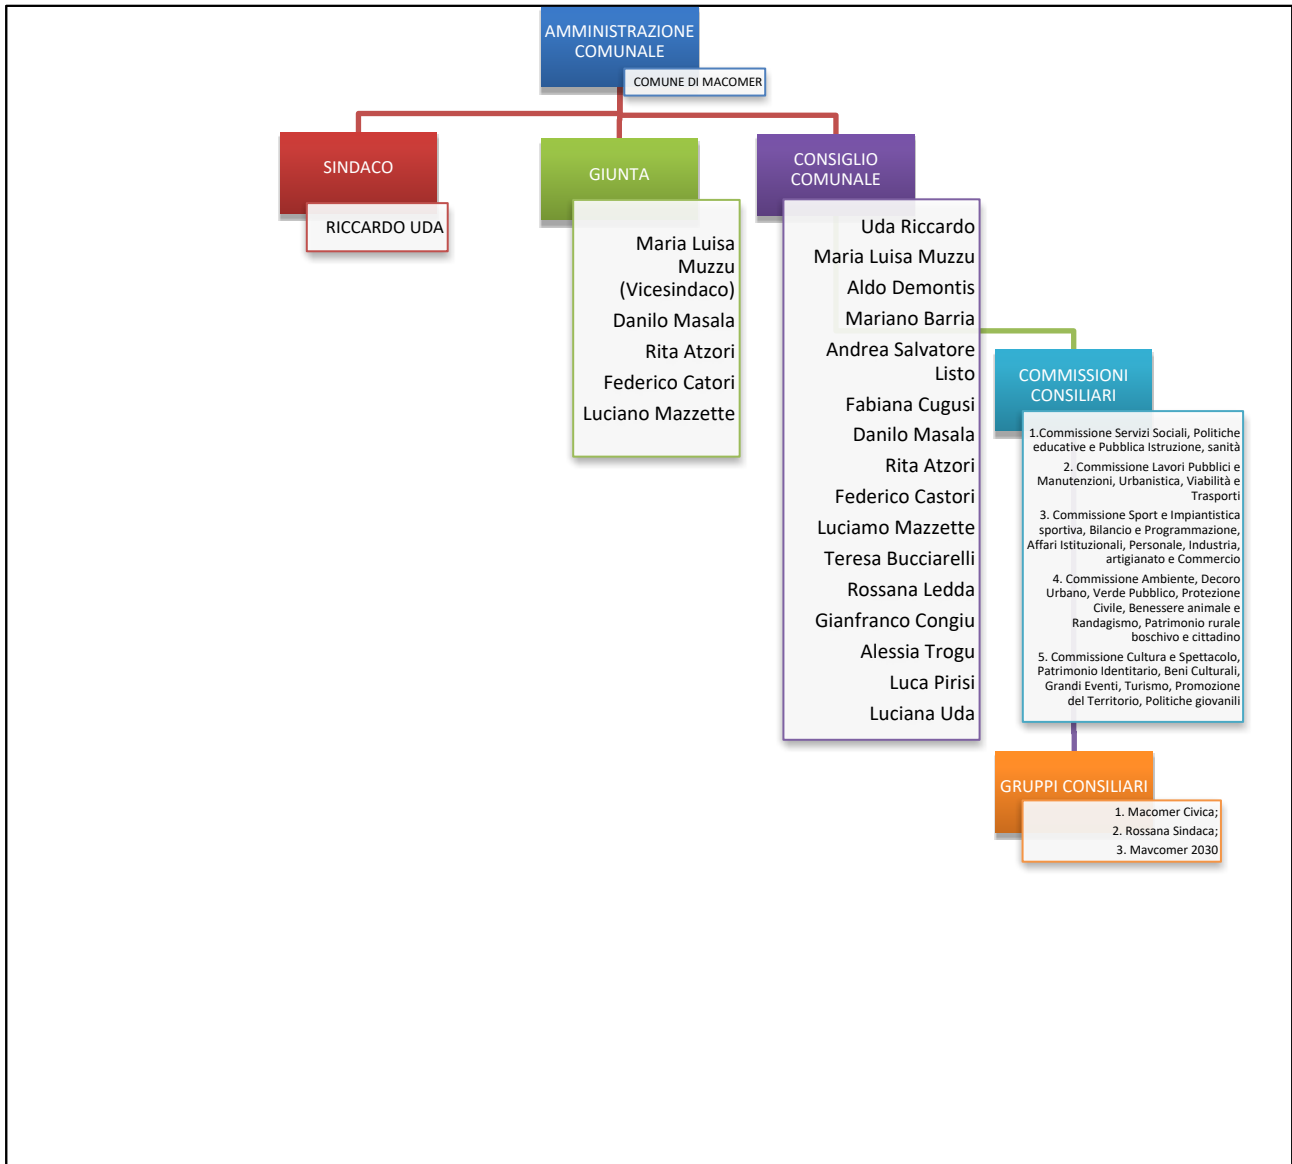 AMMINISTRAZIONE
COMUNALE
COMUNE DI MACOMER
SINDACO
RICCARDO UDA
GIUNTA
Maria Luisa
Muzzu
(Vicesindaco)
Danilo Masala
Rita Atzori
Federico Catori
Luciano Mazzette
CONSIGLIO
COMUNALE
Uda Riccardo
Maria Luisa Muzzu
Aldo Demontis
Mariano Barria
Andrea Salvatore
Listo
Fabiana Cugusi
Danilo Masala
Rita Atzori
Federico Castori
Luciamo Mazzette
Teresa Bucciarelli
Rossana Ledda
Gianfranco Congiu
Alessia Trogu
Luca Pirisi
Luciana Uda
COMMISSIONI
CONSILIARI
1.Commissione Servizi Sociali, Politiche
educative e Pubblica Istruzione, sanità
2. Commissione Lavori Pubblici e
Manutenzioni, Urbanistica, Viabilità e
Trasporti
3. Commissione Sport e Impiantistica
sportiva, Bilancio e Programmazione,
Affari Istituzionali, Personale, Industria,
artigianato e Commercio
4. Commissione Ambiente, Decoro
Urbano, Verde Pubblico, Protezione
Civile, Benessere animale e
Randagismo, Patrimonio rurale
boschivo e cittadino
5. Commissione Cultura e Spettacolo,
Patrimonio Identitario, Beni Culturali,
Grandi Eventi, Turismo, Promozione
del Territorio, Politiche giovanili
GRUPPI CONSILIARI
1. Macomer Civica;
2. Rossana Sindaca;
3. Mavcomer 2030